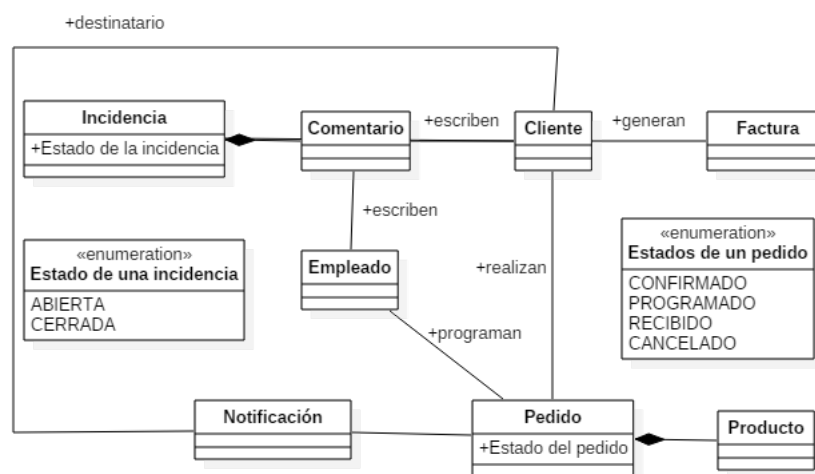 +destinatario
Incidencia
+Estado de la incidencia
Comentario
+escriben
Cliente
+generan
Factura
+escriben
«enumeration»
Estado de una incidencia
ABIERTA
CERRADA
Empleado
+realizan
«enumeration»
Estados de un pedido
CONFIRMADO
PROGRAMADO
RECIBIDO
CANCELADO
+programan
Notificación
Pedido
+Estado del pedido
Producto